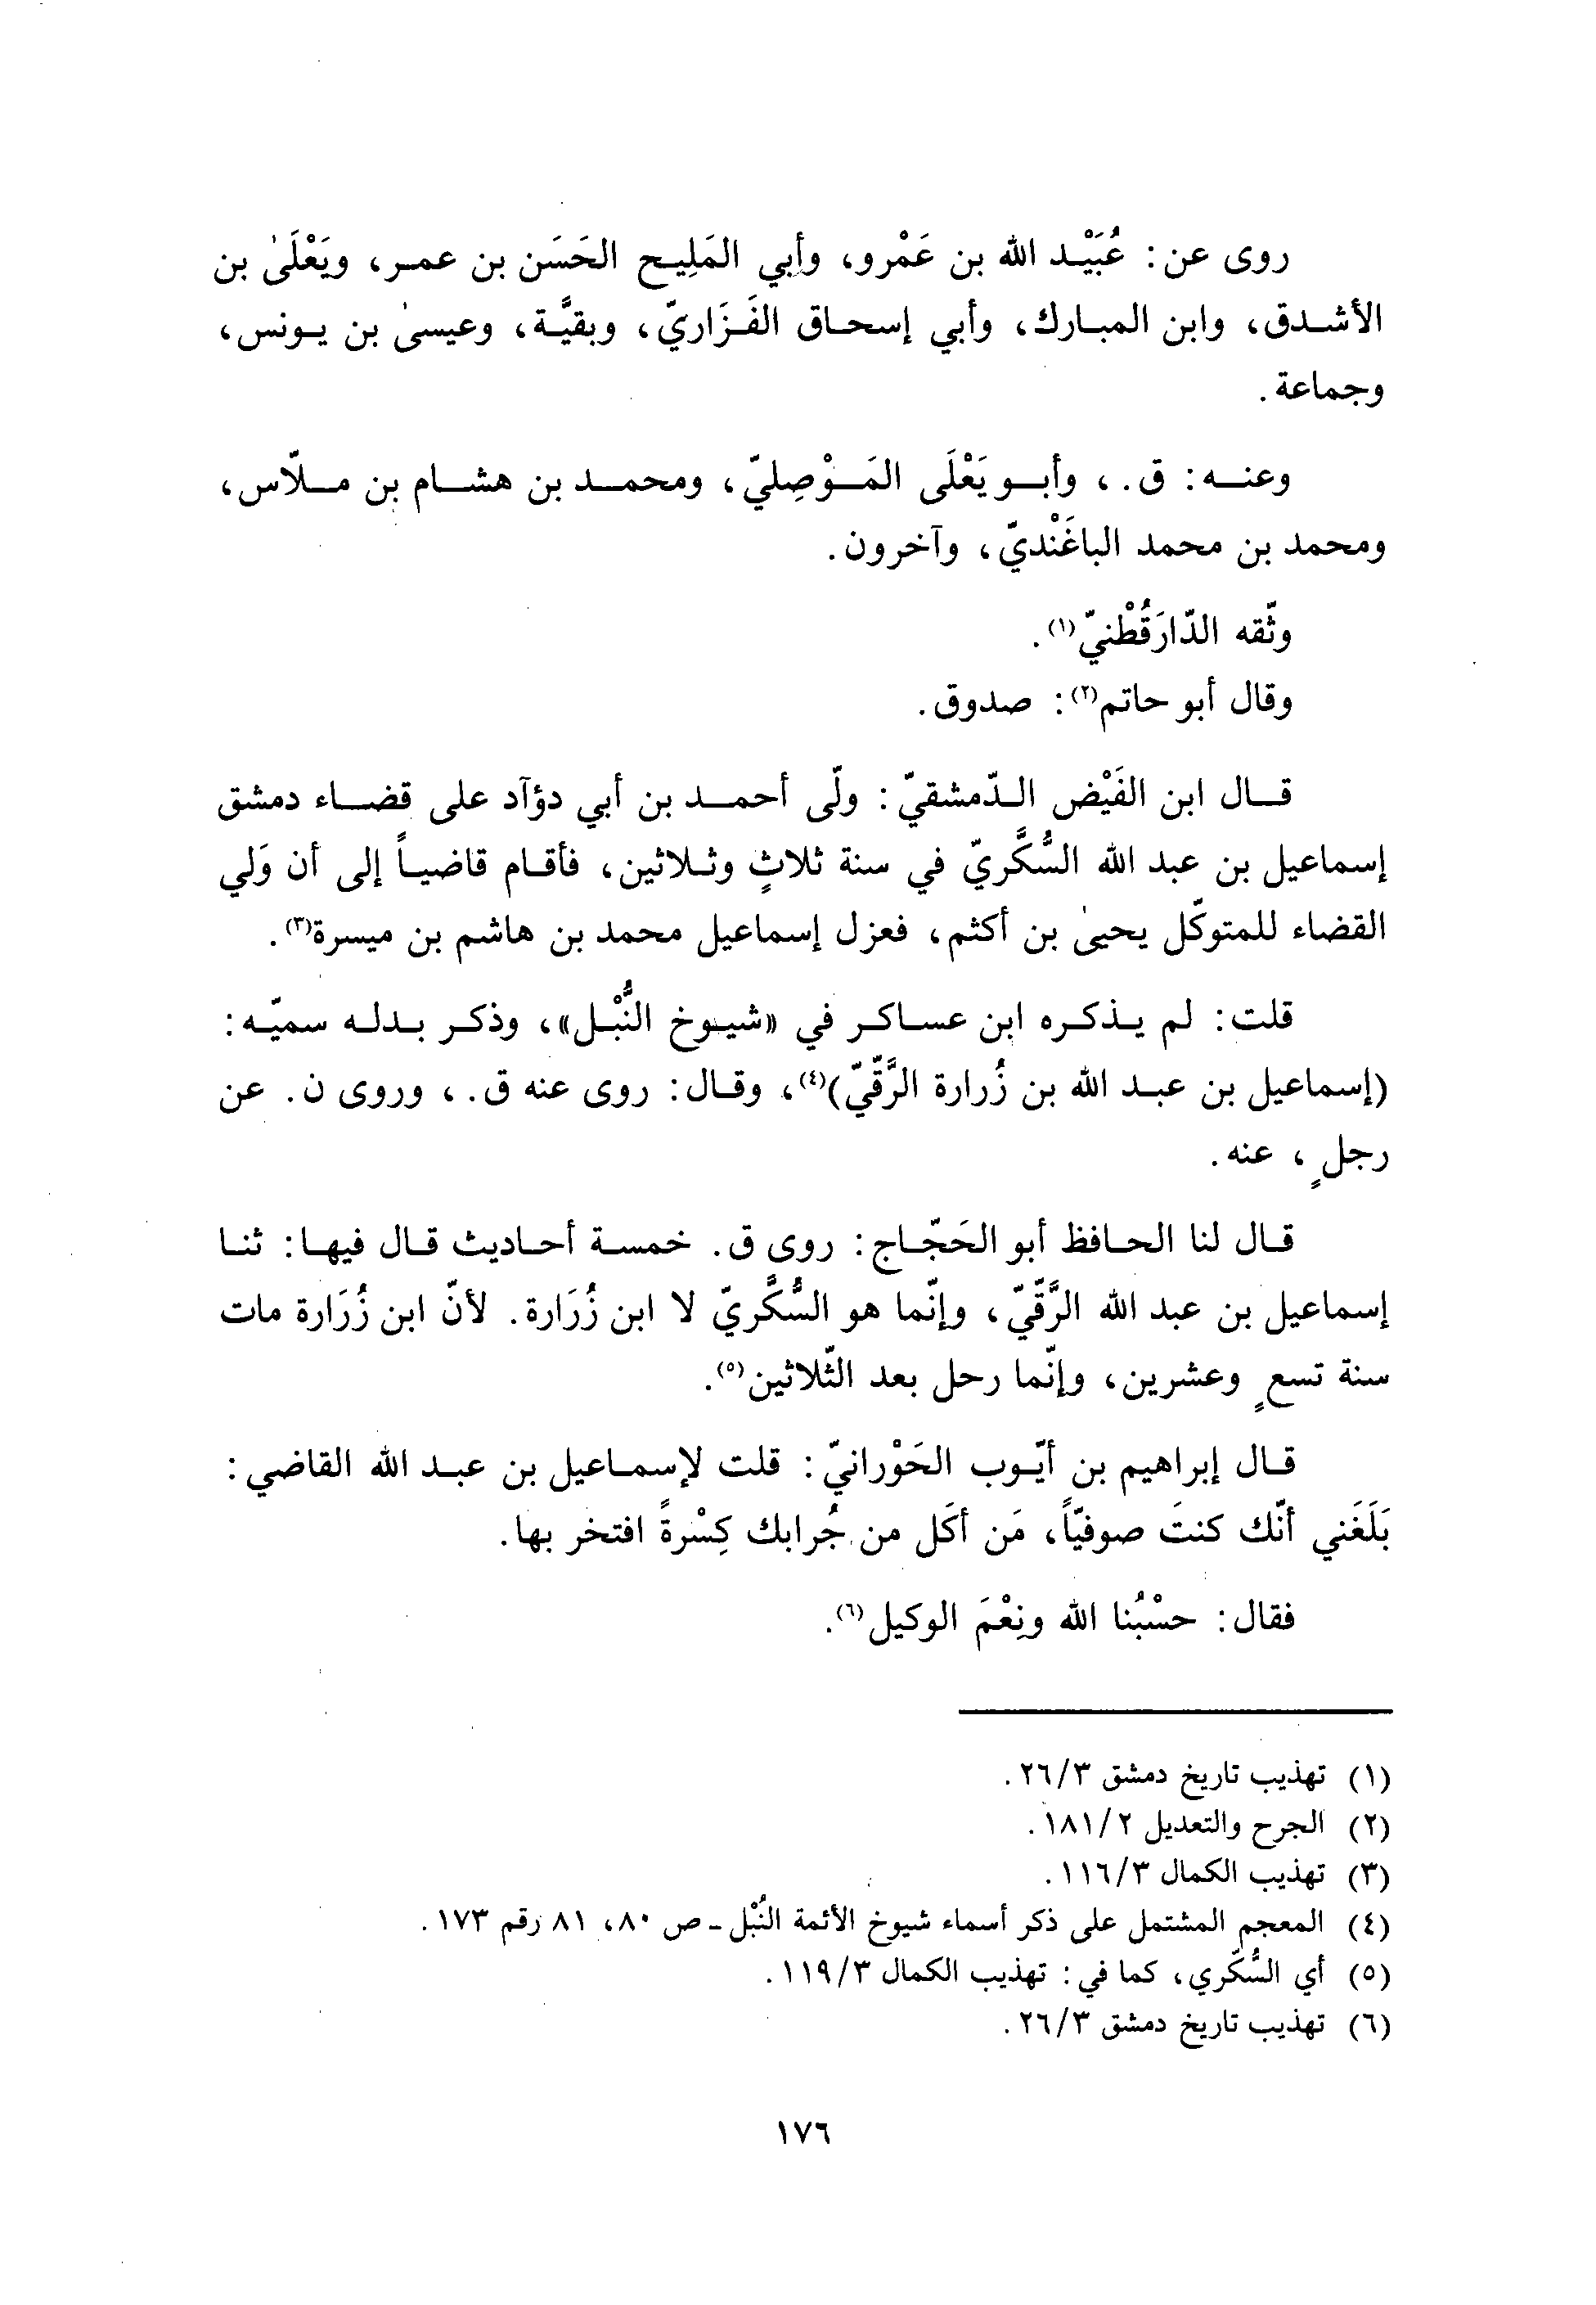 روى عن: عُبَيْد الله بن عَمْرو، وأبي المَلِيح الحَسَن بن عمر، ويَعْلَىٰ بن
الأشدق، وابن المبارك، وأبي إسحاق الفَزَاريّ، وبقيَّة، وعيسىٰ بن يونس،
وجماعة.
وعنه: ق.، وأبو يَعْلَى المَوْصِليّ، ومحمد بن هشام بن ملاّس،
ومحمد بن محمد الباغَنْديّ، وآخرون.
وثّقه الدّارَقُطْنيّ(١).
وقال أبو حاتم(٢): صدوق.
قال ابن الفَيْض الدّمشقيّ: ولّى أحمد بن أبي دؤآد على قضاء دمشق
إسماعيل بن عبد الله السُّكَّريّ في سنة ثلاثٍ وثلاثين، فأقام قاضياً إلى أن وَلي
القضاء للمتوكّل يحيىٰ بن أكثم، فعزل إسماعيل محمد بن هاشم بن ميسرة(٣).
قلت: لم يذكره ابن عساكر في «شيوخ النُّبْل»، وذكر بدله سميّه:
(إسماعيل بن عبد الله بن زُرارة الرَّقّيّ)(٤)، وقال: روى عنه ق.، وروى ن. عن
رجلٍ، عنه.
قال لنا الحافظ أبو الحَجّاج: روى ق. خمسة أحاديث قال فيها: ثنا
إسماعيل بن عبد الله الرَّقّيّ، وإنّما هو السُّكَّريّ لا ابن زُرَارة. لأنّ ابن زُرَارة مات
سنة تسعٍ وعشرين، وإنّما رحل بعد الثّلاثين(٥).
قال إبراهيم بن أيّوب الحَوْرانيّ: قلت لإسماعيل بن عبد الله القاضي:
بَلَغَني أنّك كنتَ صوفيّاً، مَن أكَل من جُرابك كِسْرةً افتخر بها.
فقال: حسْبُنا الله ونِعْمَ الوكيل(٦).
(١) تهذيب تاريخ دمشق ٢٦/٣.
(٢) الجرح والتعديل ١٨١/٢.
(٣) تهذيب الكمال ١١٦/٣.
(٤) المعجم المشتمل على ذكر أسماء شيوخ الأئمة النُبْل - ص ٨٠، ٨١ رقم ١٧٣.
(٥) أي السُّكّري، كما في: تهذيب الكمال ١١٩/٣.
(٦) تهذيب تاريخ دمشق ٢٦/٣.
١٧٦